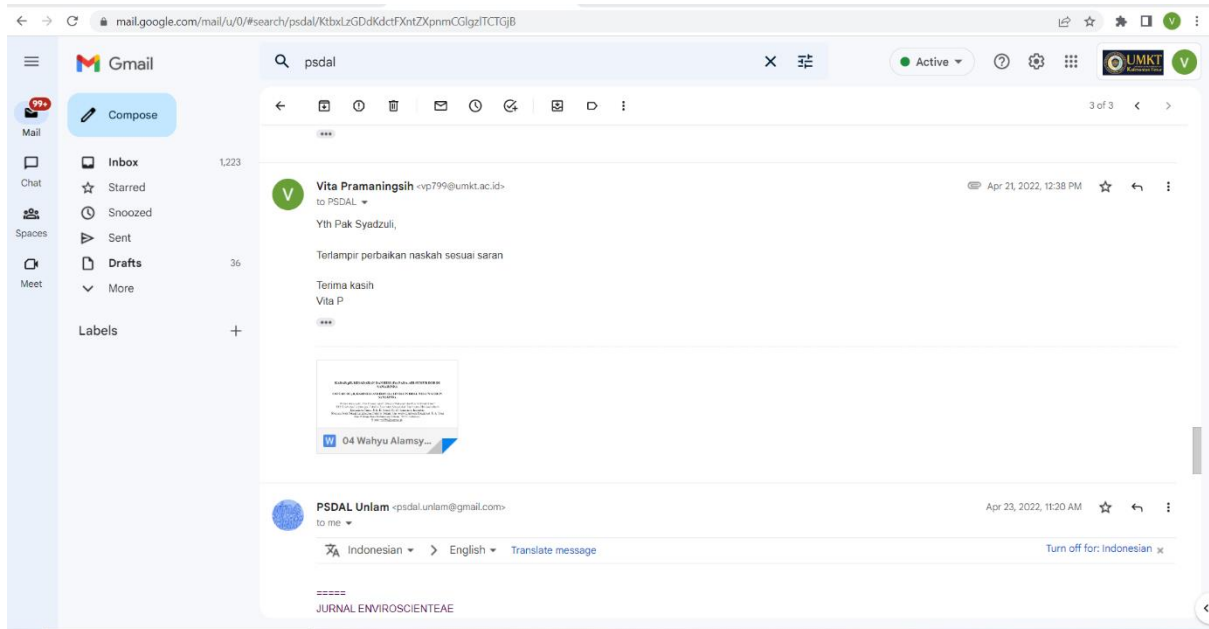 mail.google.com/mail/u/0/#search/psdal/KtbxLzGDdKdctFXntZXpnmCGlgzlTCTGjB
Gmail
psdal
Active
UMKT
V
99+
Mail
Compose
3 of 3
Inbox 1,223
Chat
Starred
Snoozed
Spaces
Sent
Drafts 36
Meet
More
Labels
V
Vita Pramaningsih <vp799@umkt.ac.id>
Apr 21, 2022, 12:38 PM
to PSDAL
Yth Pak Syadzuli,
Terlampir perbaikan naskah sesuai saran
Terima kasih
Vita P
W 04 Wahyu Alamsy...
PSDAL Unlam <psdal.unlam@gmail.com>
Apr 23, 2022, 11:20 AM
to me
Indonesian > English Translate message
Turn off for: Indonesian x
=====
JURNAL ENVIROSCIENTEAE